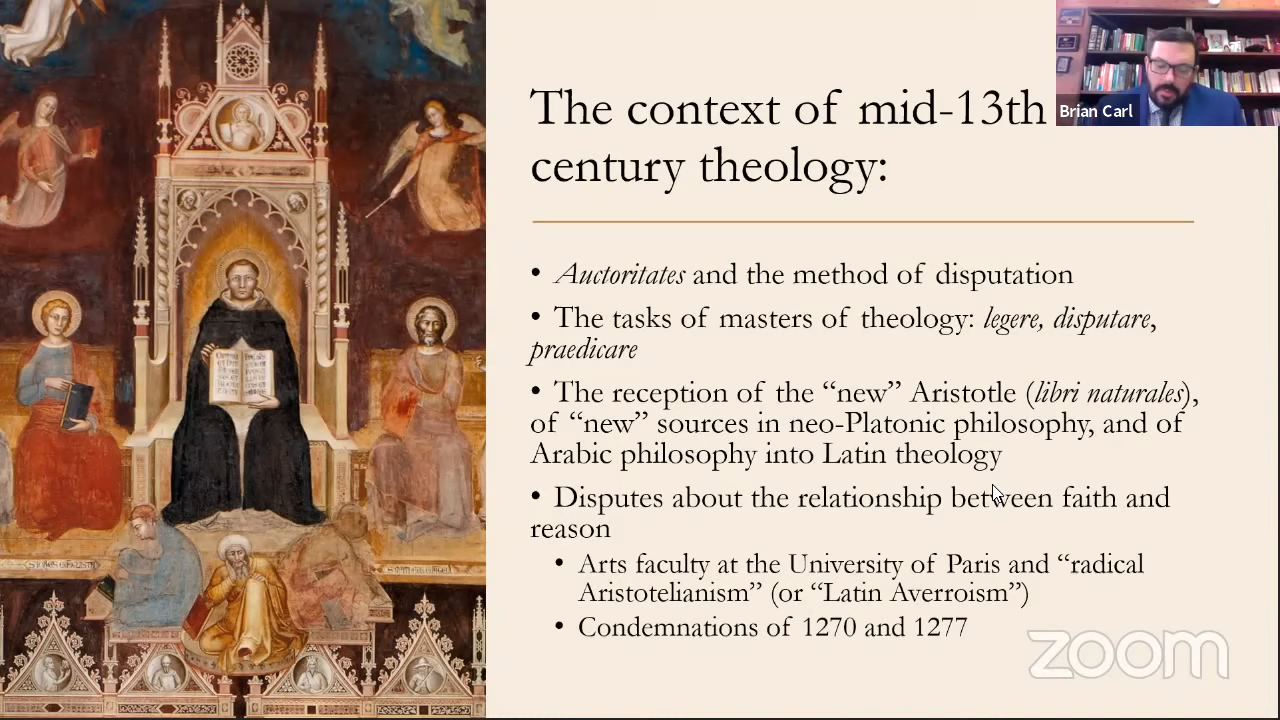 The context of mid-13th
century theology:
Brian Carl
• Auctoritates and the method of disputation
• The tasks of masters of theology: legere, disputare,
praedicare
• The reception of the “new” Aristotle (libri naturales),
of “new” sources in neo-Platonic philosophy, and of
Arabic philosophy into Latin theology
• Disputes about the relationship between faith and
reason
• Arts faculty at the University of Paris and “radical
Aristotelianism” (or “Latin Averroism”)
• Condemnations of 1270 and 1277
zoom